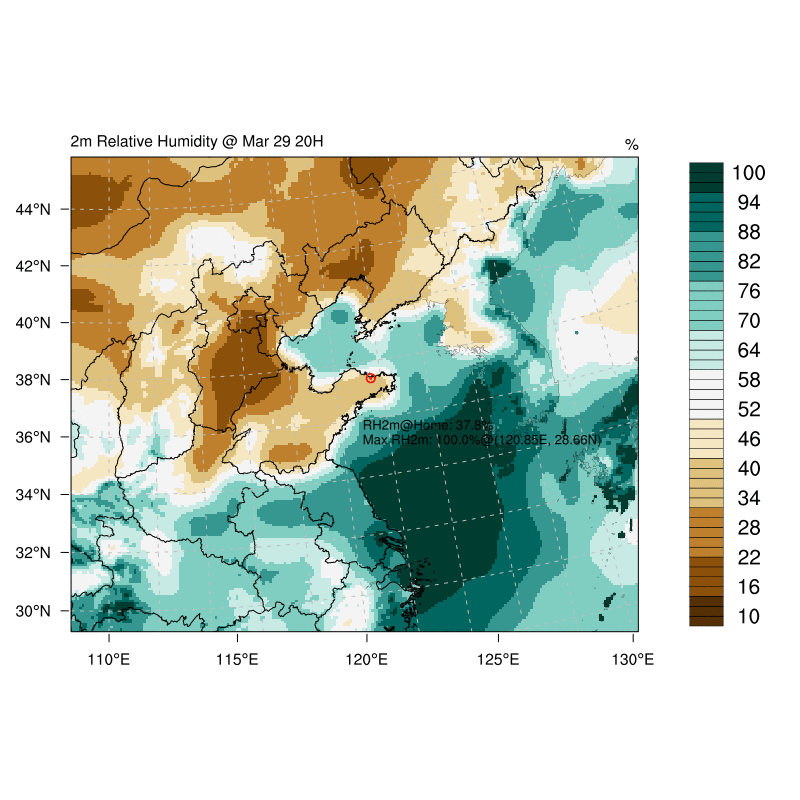 2m Relative Humidity @ Mar 29 20H
%
100
94
88
82
76
70
64
58
52
46
40
34
28
22
16
10
44°N
42°N
40°N
38°N
36°N
34°N
32°N
30°N
RH2m@Home: 37.8%
Max RH2m: 100.0%@(120.85E, 28.66N)
110°E
115°E
120°E
125°E
130°E